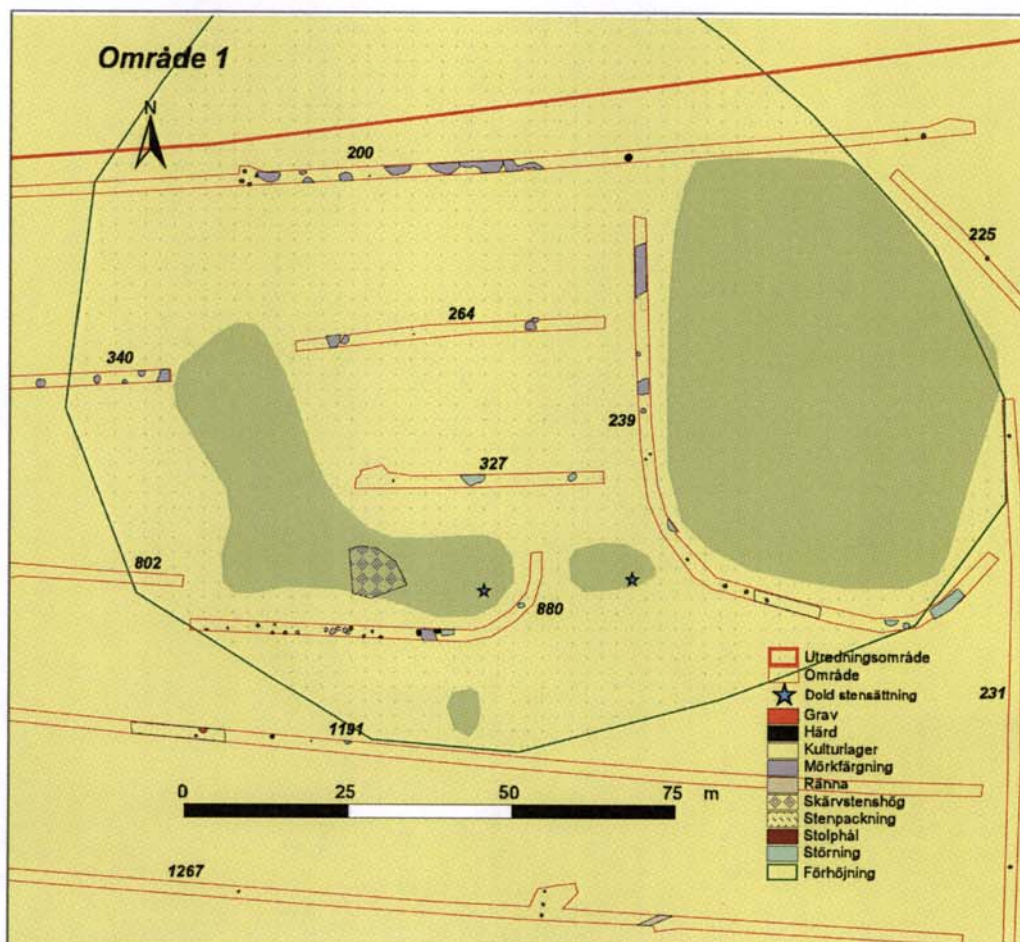 Område 1
N
200
225
264
340
239
327
802
880
Utredningsområde
Område
Dold stensättning
Grav
Härd
Kulturlager
Mörkfärgning
Ränna
Skärvstenshög
Stenpackning
Stolphål
Störning
Förhöjning
231
1191
0 25 50 75 m
1267